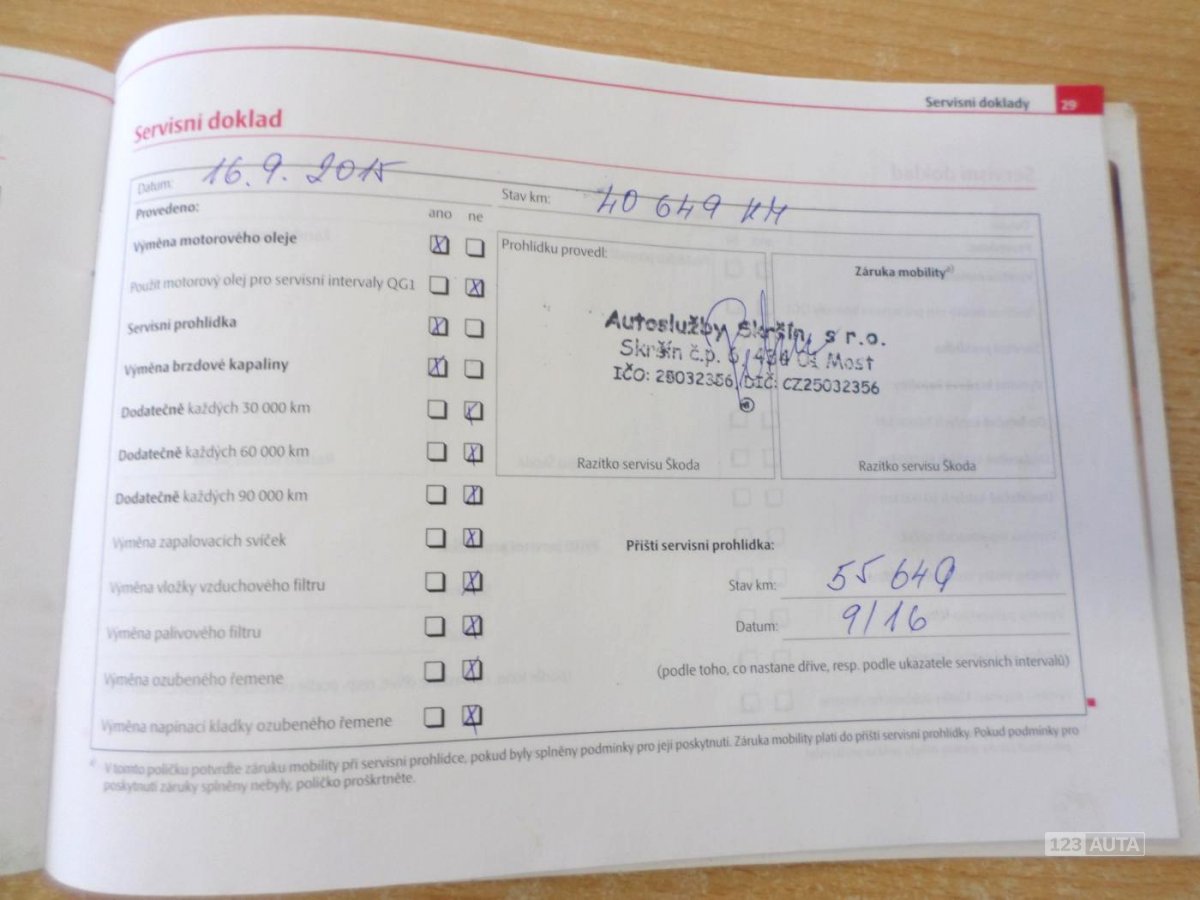 Servisní doklady 29
Servisní doklad
Datum: 16. 9. 2015
Stav km: 40 649 KM
Provedeno:
ano ne
Výměna motorového oleje
Použit motorový olej pro servisní intervaly QG1
Servisní prohlídka
Výměna brzdové kapaliny
Dodatečně každých 30 000 km
Dodatečně každých 60 000 km
Dodatečně každých 90 000 km
Výměna zapalovacích svíček
Výměna vložky vzduchového filtru
Výměna palivového filtru
Výměna ozubeného řemene
Výměna napínací kladky ozubeného řemene
Prohlídku provedl:
Záruka mobility a)
Autoslužby Skršín, s r.o.
Skršín č.p. Most
IČO: 25032356, DIČ: CZ25032356
Razítko servisu Škoda
Razítko servisu Škoda
Příští servisní prohlídka:
Stav km: 55 649
Datum: 9/16
(podle toho, co nastane dříve, resp. podle ukazatele servisních intervalů)
a) V tomto políčku potvrďte záruku mobility při servisní prohlídce, pokud byly splněny podmínky pro její poskytnutí. Záruka mobility platí do příští servisní prohlídky. Pokud podmínky pro
poskytnutí záruky splněny nebyly, políčko proškrtněte.
123 AUTA